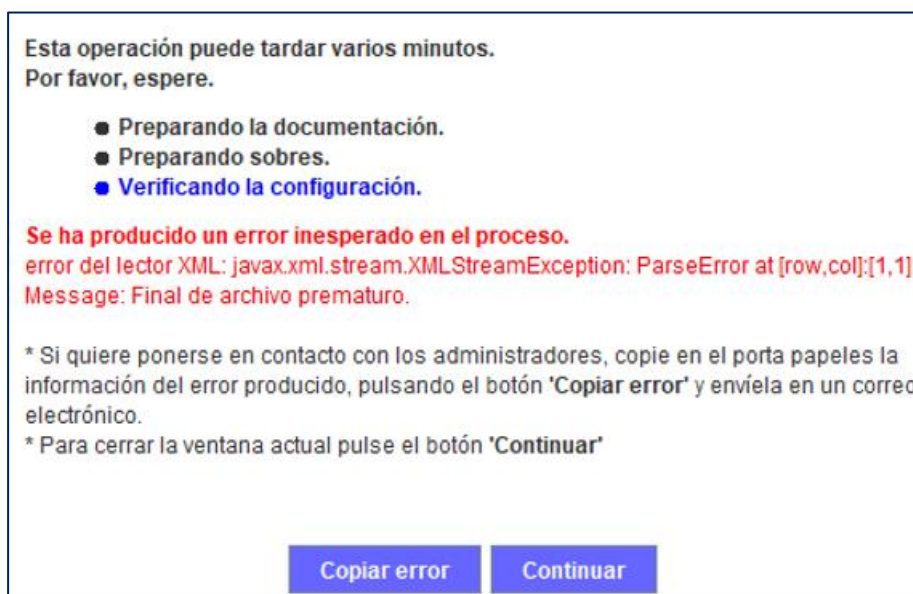 Esta operación puede tardar varios minutos.
Por favor, espere.
Preparando la documentación.
Preparando sobres.
Verificando la configuración.
Se ha producido un error inesperado en el proceso.
error del lector XML: javax.xml.stream.XMLStreamException: ParseError at [row,col]:[1,1]
Message: Final de archivo prematuro.
* Si quiere ponerse en contacto con los administradores, copie en el porta papeles la
información del error producido, pulsando el botón 'Copiar error' y envíela en un correo
electrónico.
* Para cerrar la ventana actual pulse el botón 'Continuar'
Copiar error Continuar